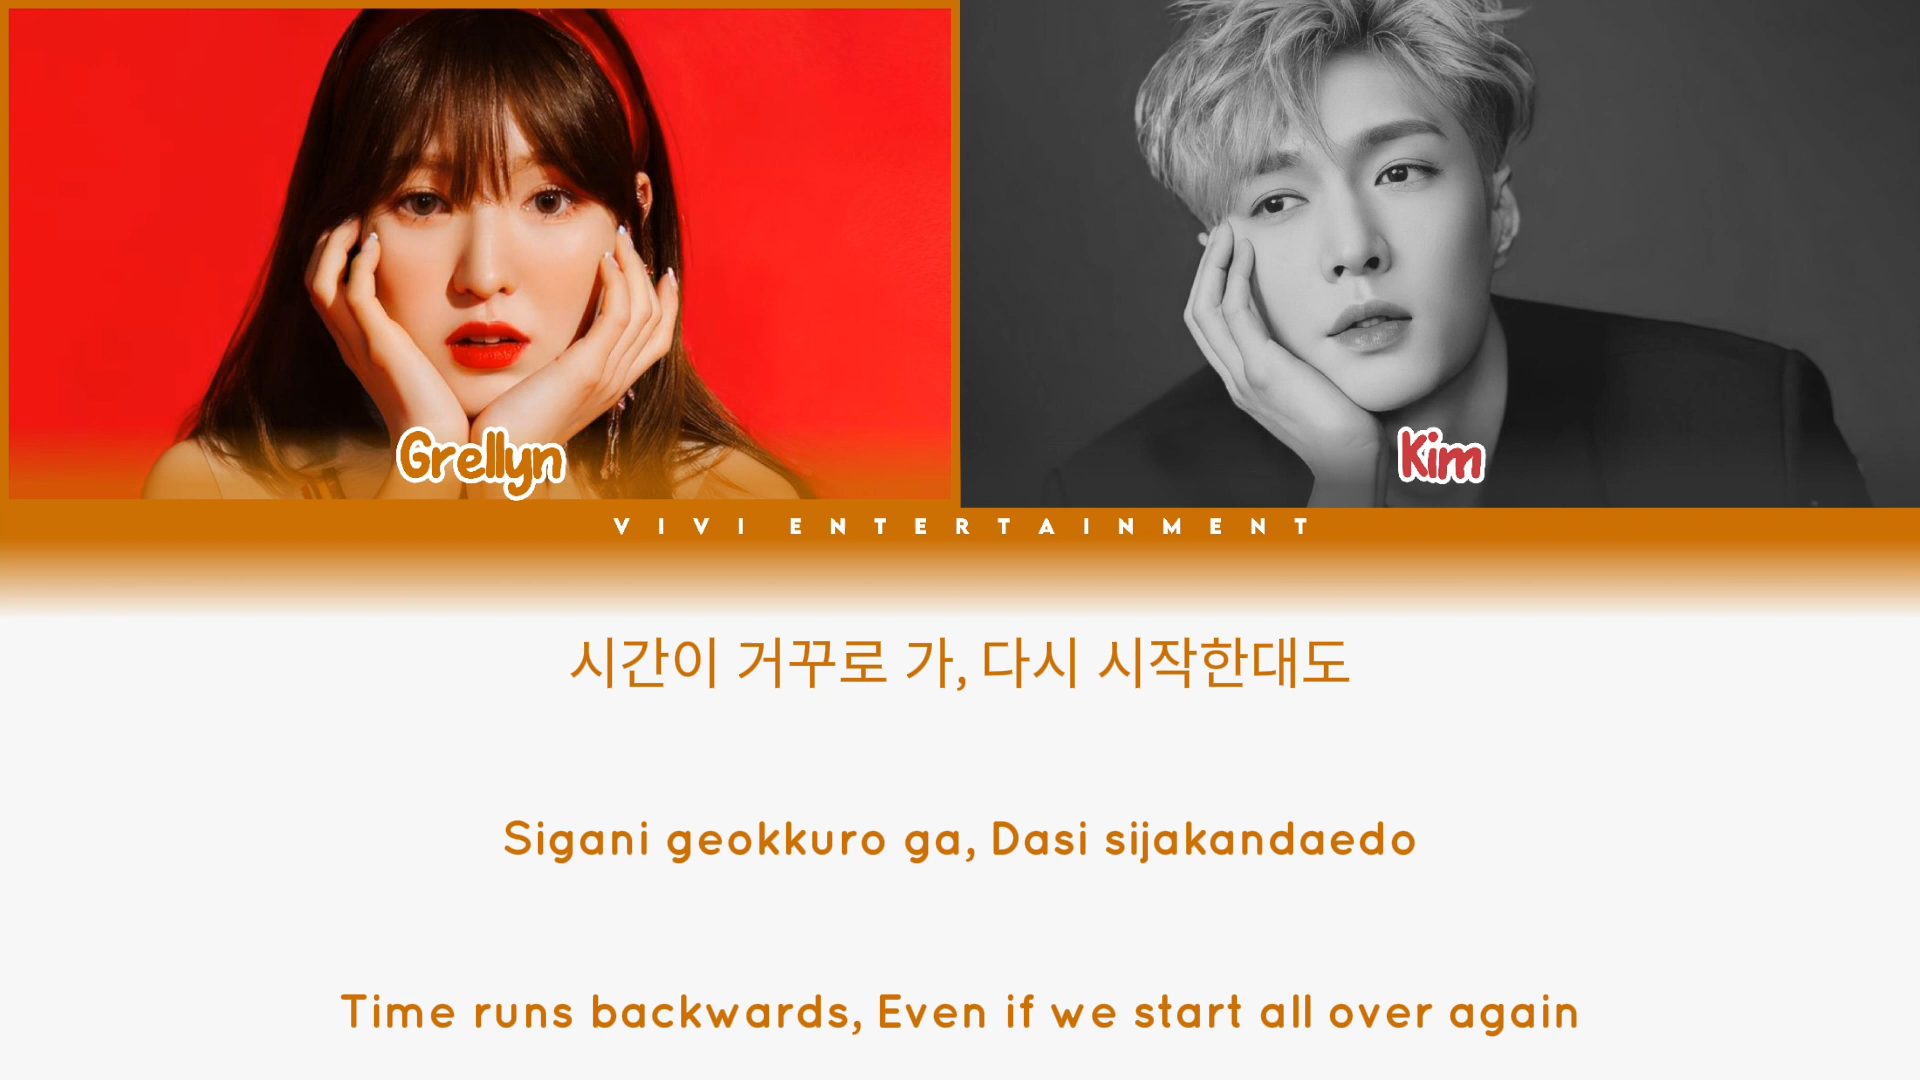 Grellyn
Kim
VIVI ENTERTAINMENT
시간이 거꾸로 가, 다시 시작한대도
Sigani geokkuro ga, Dasi sijakandaedo
Time runs backwards, Even if we start all over again